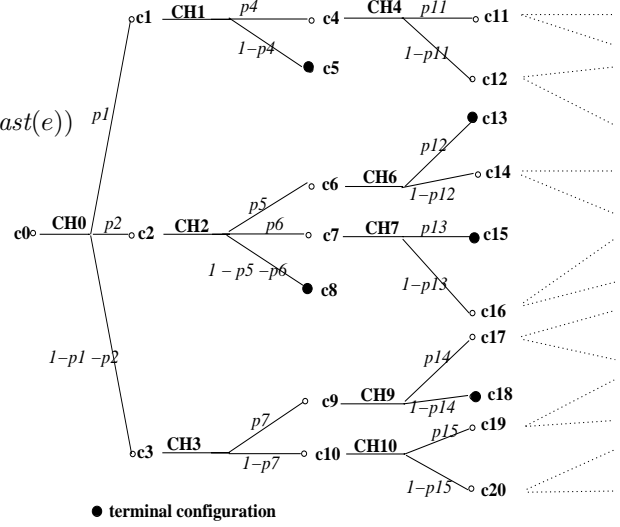 c1 CH1 p4 c4 CH4 p11 c11
1−p4 1−p11
c5 c12
ast(e)) p1 c13
p12
c6 CH6 c14
p5 1−p12
c0 CH0 p2 c2 CH2 p6 c7 CH7 p13 c15
1 − p5 −p6 1−p13
c8 c16
c17
1−p1 −p2 p14
c9 CH9 c18
p7 1−p14
c19
c3 CH3 c10 CH10 p15
1−p7
1−p15 c20
terminal configuration